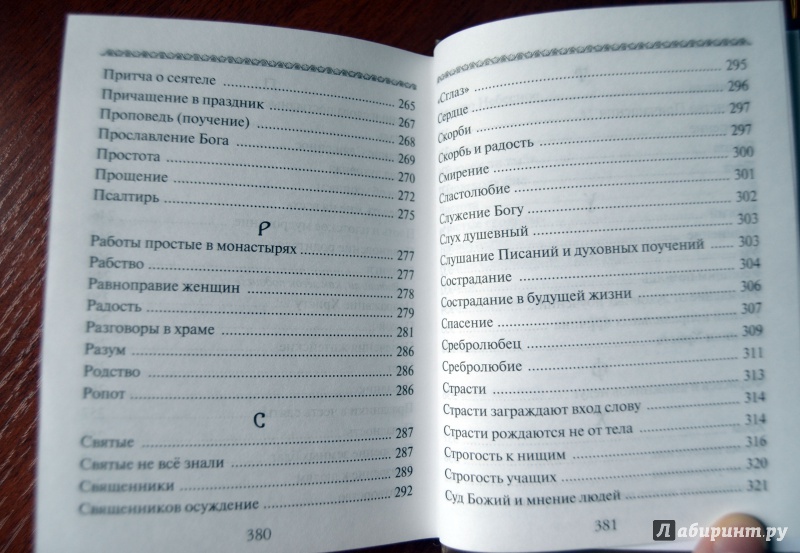 Притча о сеятеле ........ 265
Причащение в праздник ........ 267
Проповедь (поучение) ........ 268
Прославление Бога ........ 269
Простота ........ 270
Прощение ........ 272
Псалтирь ........ 275
Р
Работы простые в монастырях ........ 277
Рабство ........ 277
Равноправие женщин ........ 278
Радость ........ 279
Разговоры в храме ........ 281
Разум ........ 286
Родство ........ 286
Ропот ........ 286
С
Святые ........ 287
Святые не всё знали ........ 287
Священники ........ 289
Священников осуждение ........ 292
380
«Сглаз» ........ 295
Сердце ........ 296
Скорби ........ 297
Скорбь и радость ........ 297
Смирение ........ 300
Сластолюбие ........ 301
Служение Богу ........ 302
Слух душевный ........ 303
Слушание Писаний и духовных поучений ........ 303
Сострадание ........ 304
Сострадание в будущей жизни ........ 306
Спасение ........ 307
Сребролюбец ........ 309
Сребролюбие ........ 311
Страсти ........ 313
Страсти заграждают вход слову ........ 314
Страсти рождаются не от тела ........ 314
Строгость к нищим ........ 316
Строгость учащих ........ 320
Суд Божий и мнение людей ........ 321
381
Лабиринт.ру